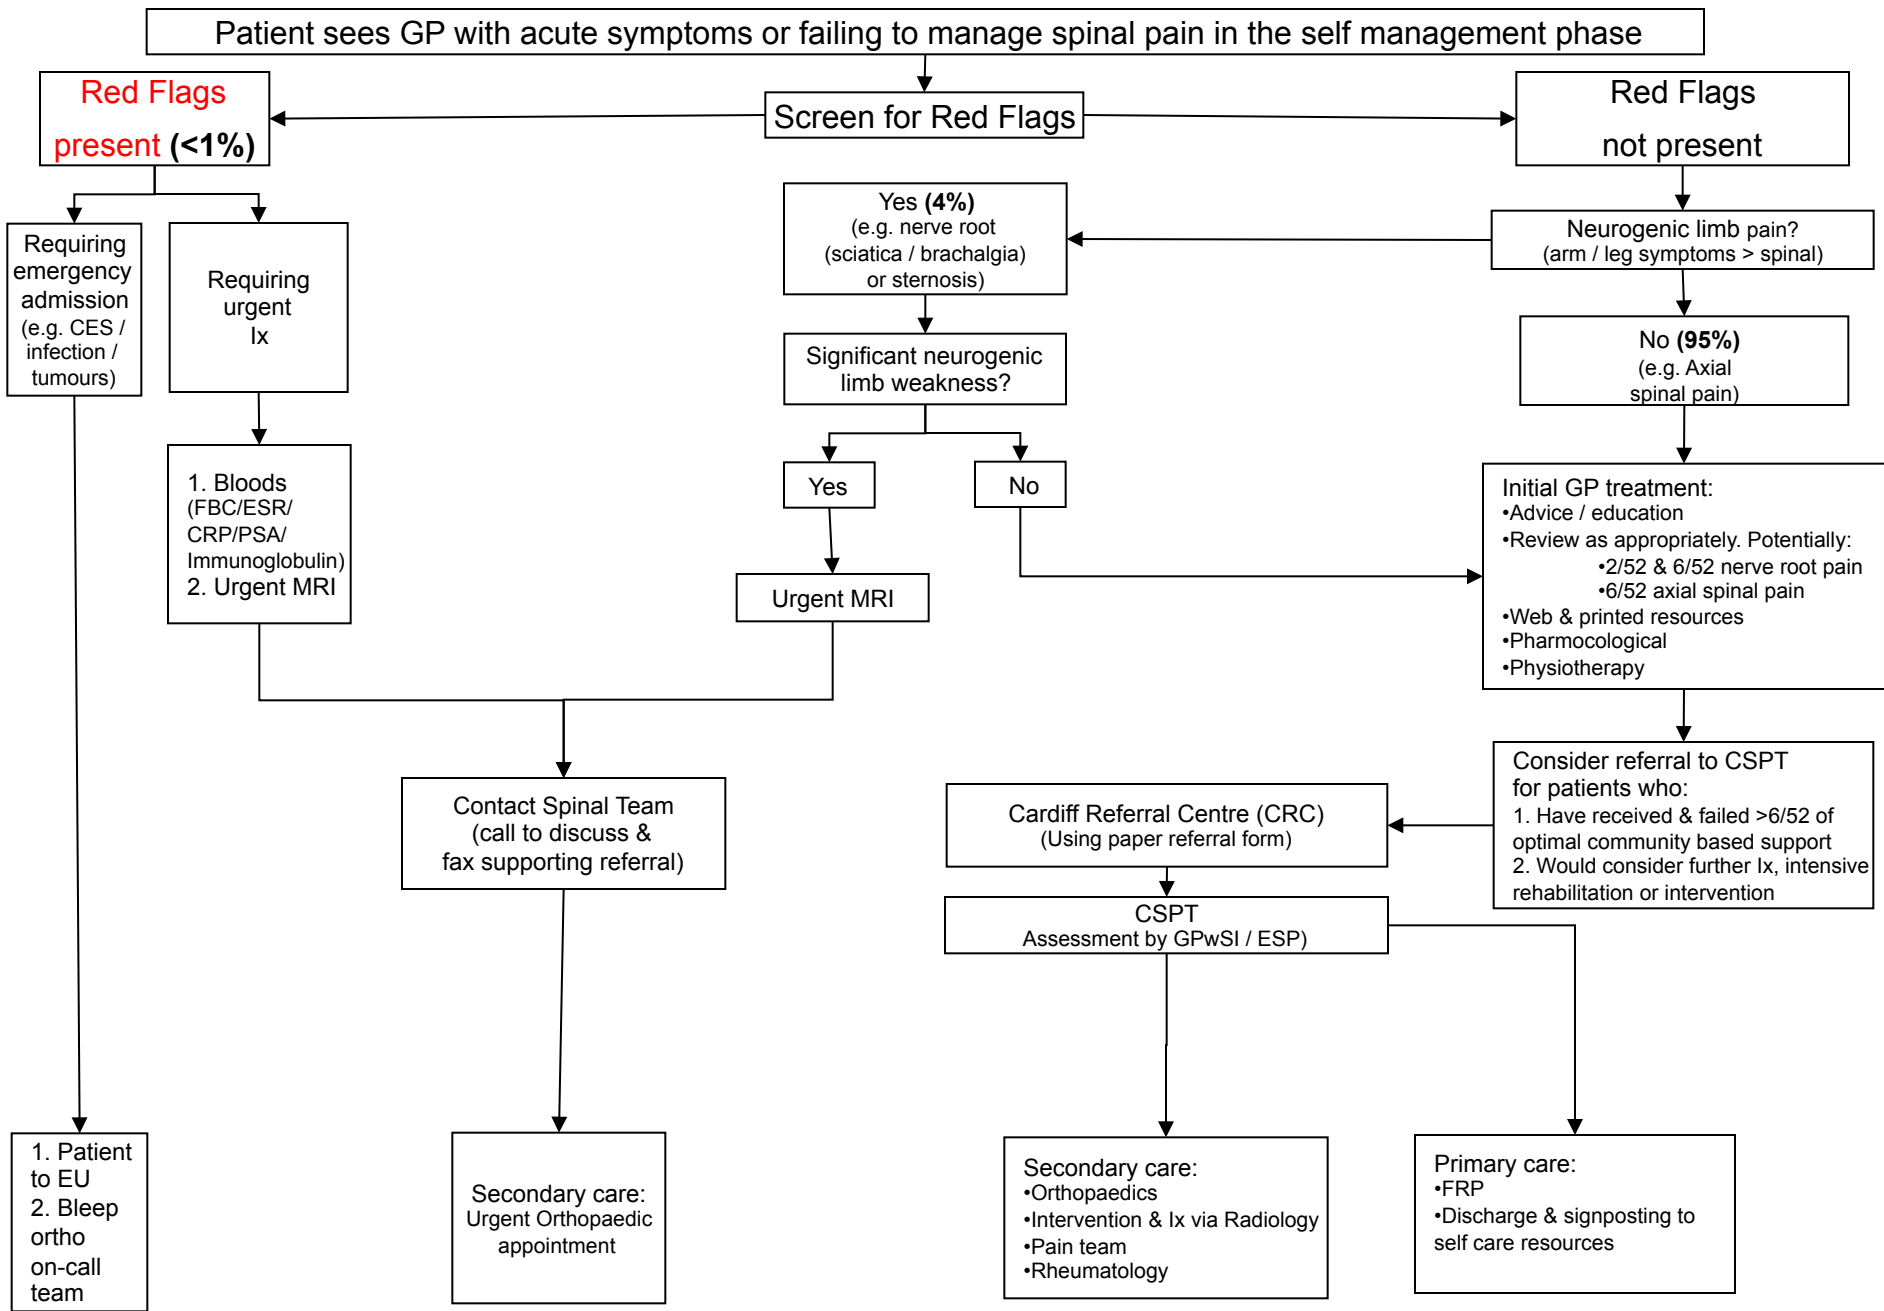 Patient sees GP with acute symptoms or failing to manage spinal pain in the self management phase
Red Flags
present (<1%)
Screen for Red Flags
Red Flags
not present
Requiring
emergency
admission
(e.g. CES /
infection /
tumours)
Requiring
urgent
Ix
Yes (4%)
(e.g. nerve root
(sciatica / brachalgia)
or sternosis)
Neurogenic limb pain?
(arm / leg symptoms > spinal)
Significant neurogenic
limb weakness?
No (95%)
(e.g. Axial
spinal pain)
1. Bloods
(FBC/ESR/
CRP/PSA/
Immunoglobulin)
2. Urgent MRI
Yes
No
Urgent MRI
Initial GP treatment:
•Advice / education
•Review as appropriately. Potentially:
•2/52 & 6/52 nerve root pain
•6/52 axial spinal pain
•Web & printed resources
•Pharmocological
•Physiotherapy
Contact Spinal Team
(call to discuss &
fax supporting referral)
Cardiff Referral Centre (CRC)
(Using paper referral form)
Consider referral to CSPT
for patients who:
1. Have received & failed >6/52 of
optimal community based support
2. Would consider further Ix, intensive
rehabilitation or intervention
CSPT
Assessment by GPwSI / ESP)
1. Patient
to EU
2. Bleep
ortho
on-call
team
Secondary care:
Urgent Orthopaedic
appointment
Secondary care:
•Orthopaedics
•Intervention & Ix via Radiology
•Pain team
•Rheumatology
Primary care:
•FRP
•Discharge & signposting to
self care resources